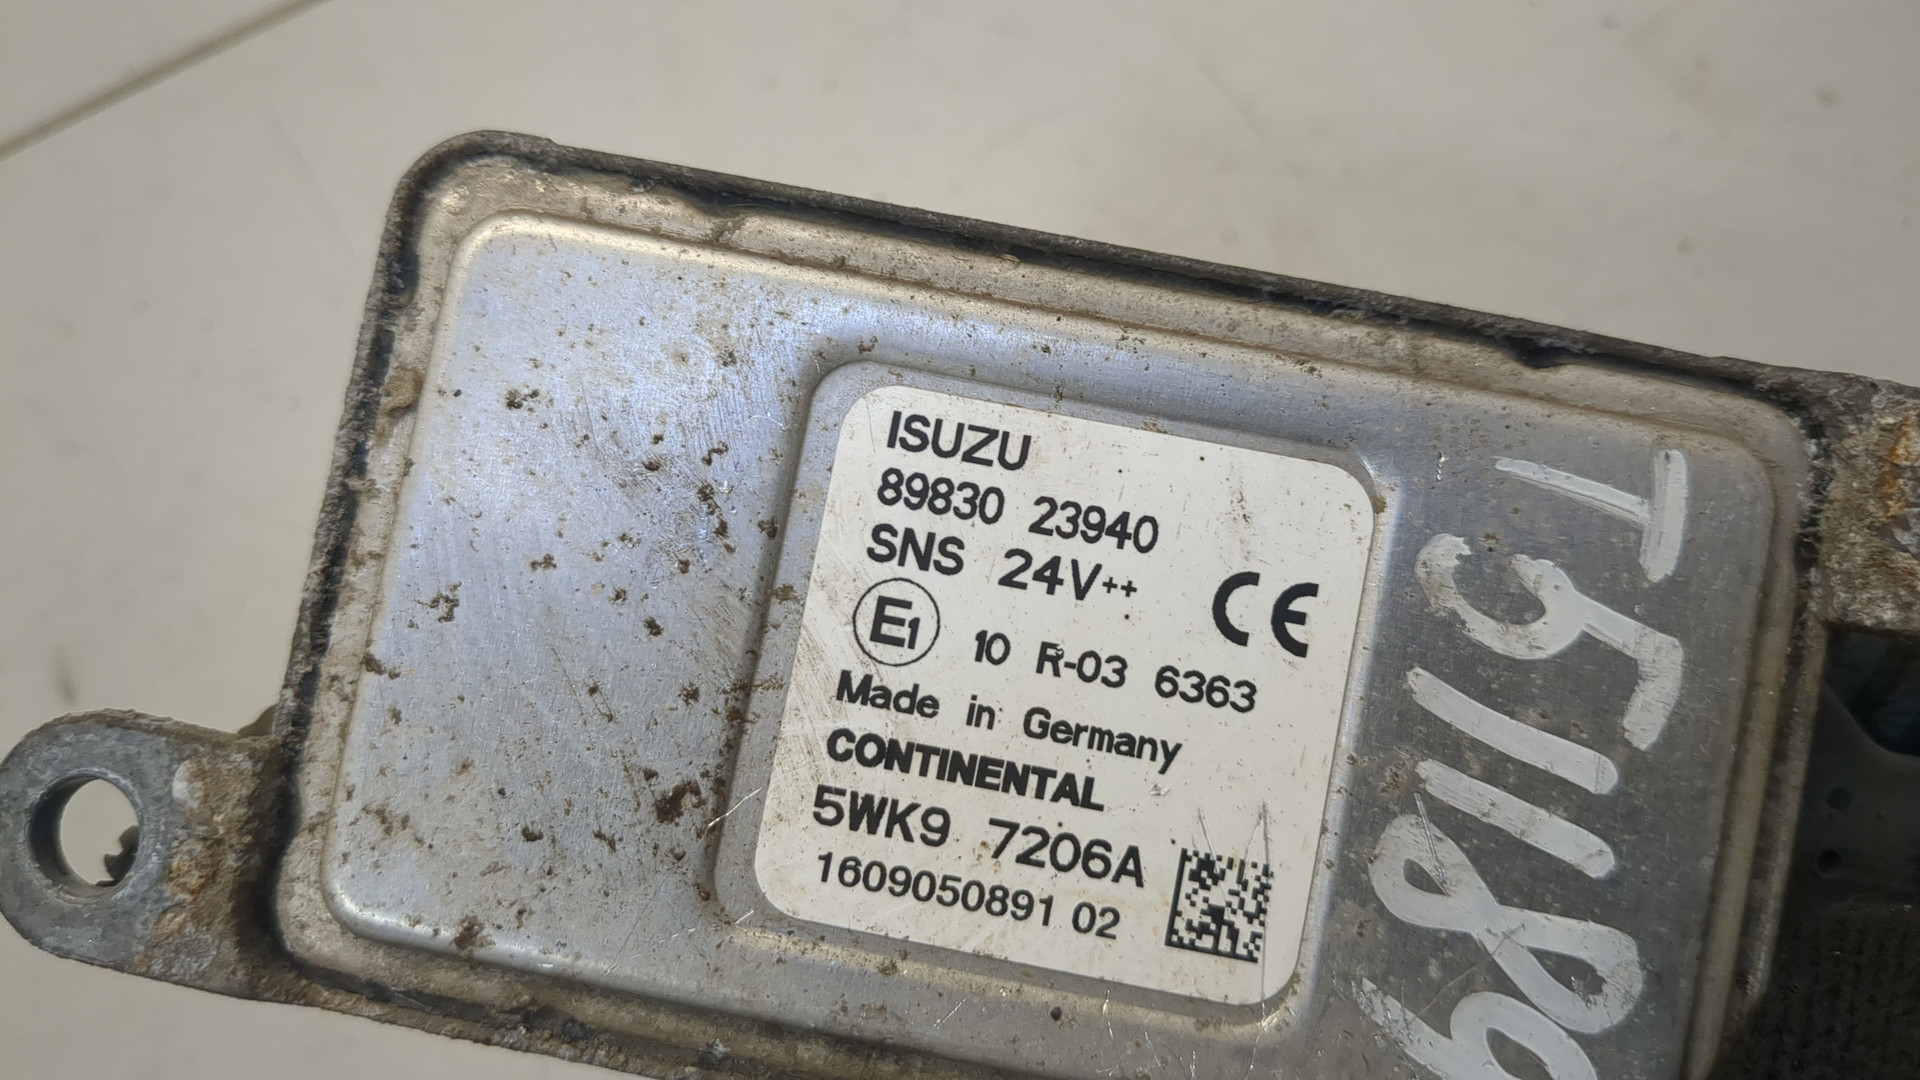 ISUZU
89830 23940
SNS 24V++
CE
E1 10 R-03 6363
Made in Germany
CONTINENTAL
5WK9 7206A
1609050891 02